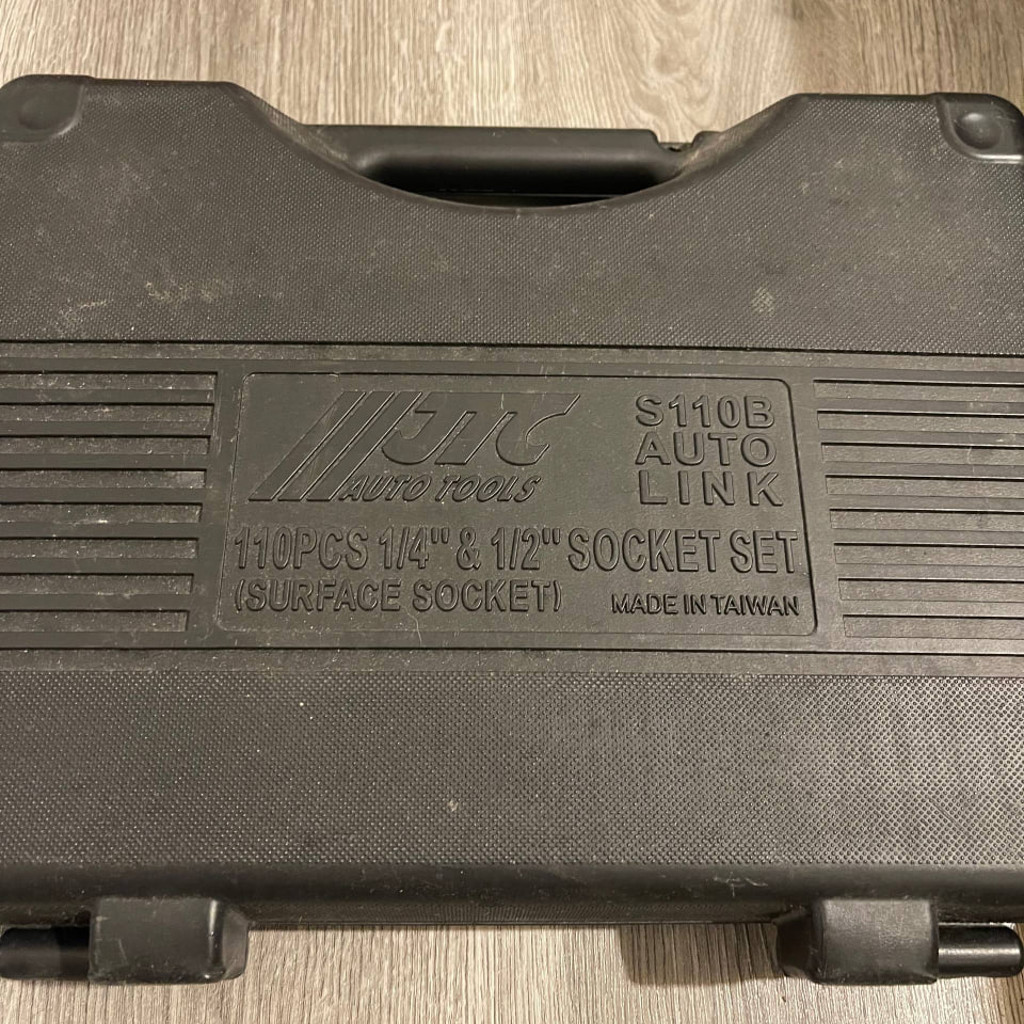 JTC
AUTO TOOLS
S110B
AUTO
LINK
110PCS 1/4" & 1/2" SOCKET SET
(SURFACE SOCKET)
MADE IN TAIWAN